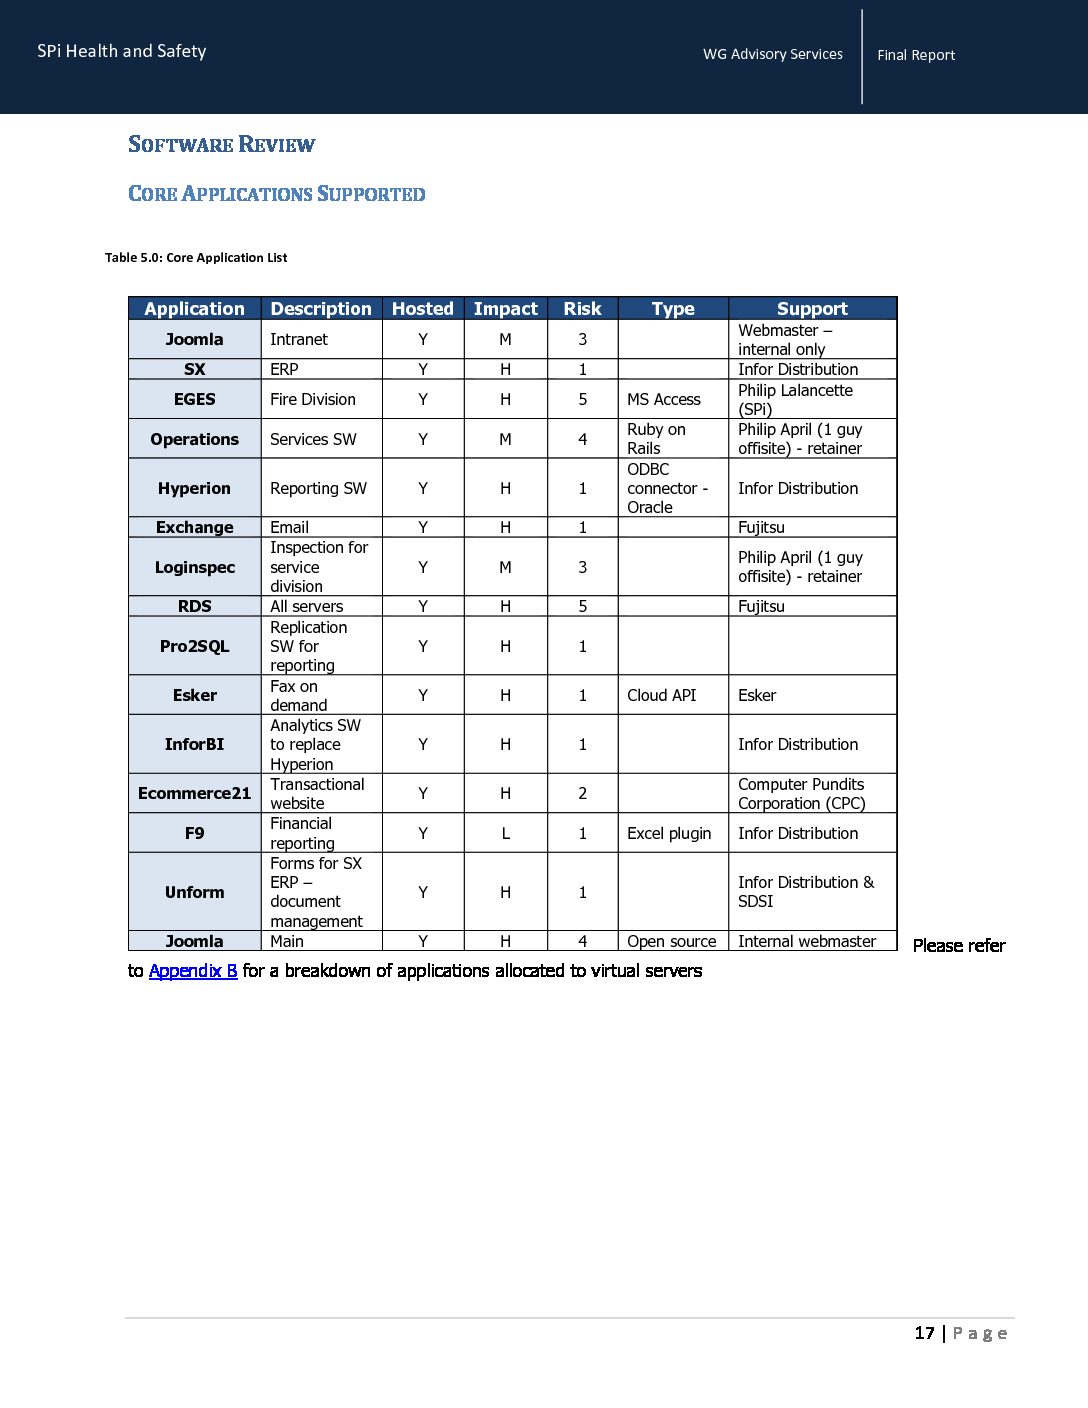 SPi Health and Safety
WG Advisory Services
Final Report
SOFTWARE REVIEW
CORE APPLICATIONS SUPPORTED
Table 5.0: Core Application List
Application Description Hosted Impact Risk Type Support
Joomla Intranet Y M 3 Webmaster –
internal only
SX ERP Y H 1 Infor Distribution
EGES Fire Division Y H 5 MS Access Philip Lalancette
(SPi)
Operations Services SW Y M 4 Ruby on
Rails
Philip April (1 guy
offisite) - retainer
Hyperion Reporting SW Y H 1 ODBC
connector -
Oracle
Infor Distribution
Exchange Email Y H 1 Fujitsu
Loginspec Inspection for
service
division
Y M 3 Philip April (1 guy
offisite) - retainer
RDS All servers Y H 5 Fujitsu
Pro2SQL Replication
SW for
reporting
Y H 1
Esker Fax on
demand
Y H 1 Cloud API Esker
InforBI Analytics SW
to replace
Hyperion
Y H 1 Infor Distribution
Ecommerce21 Transactional
website
Y H 2 Computer Pundits
Corporation (CPC)
F9 Financial
reporting
Y L 1 Excel plugin Infor Distribution
Unform Forms for SX
ERP –
document
management
Y H 1 Infor Distribution &
SDSI
Joomla Main Y H 4 Open source Internal webmaster
Please refer
to Appendix B for a breakdown of applications allocated to virtual servers
17 | Page